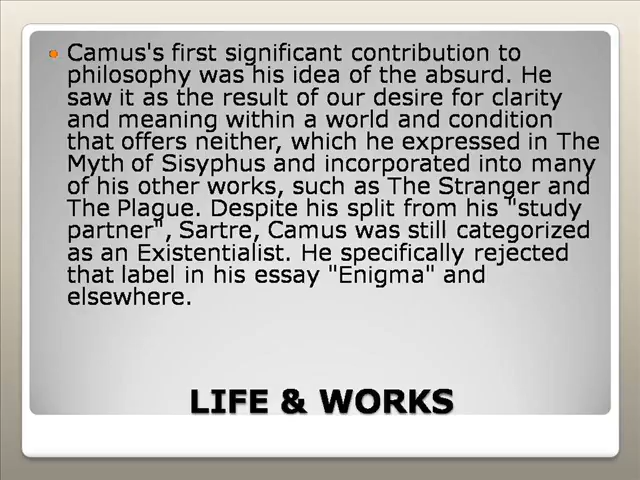 Camus's first significant contribution to
philosophy was his idea of the absurd. He
saw it as the result of our desire for clarity
and meaning within a world and condition
that offers neither, which he expressed in The
Myth of Sisyphus and incorporated into many
of his other works, such as The Stranger and
The Plague. Despite his split from his "study
partner", Sartre, Camus was still categorized
as an Existentialist. He specifically rejected
that label in his essay "Enigma" and
elsewhere.
LIFE & WORKS